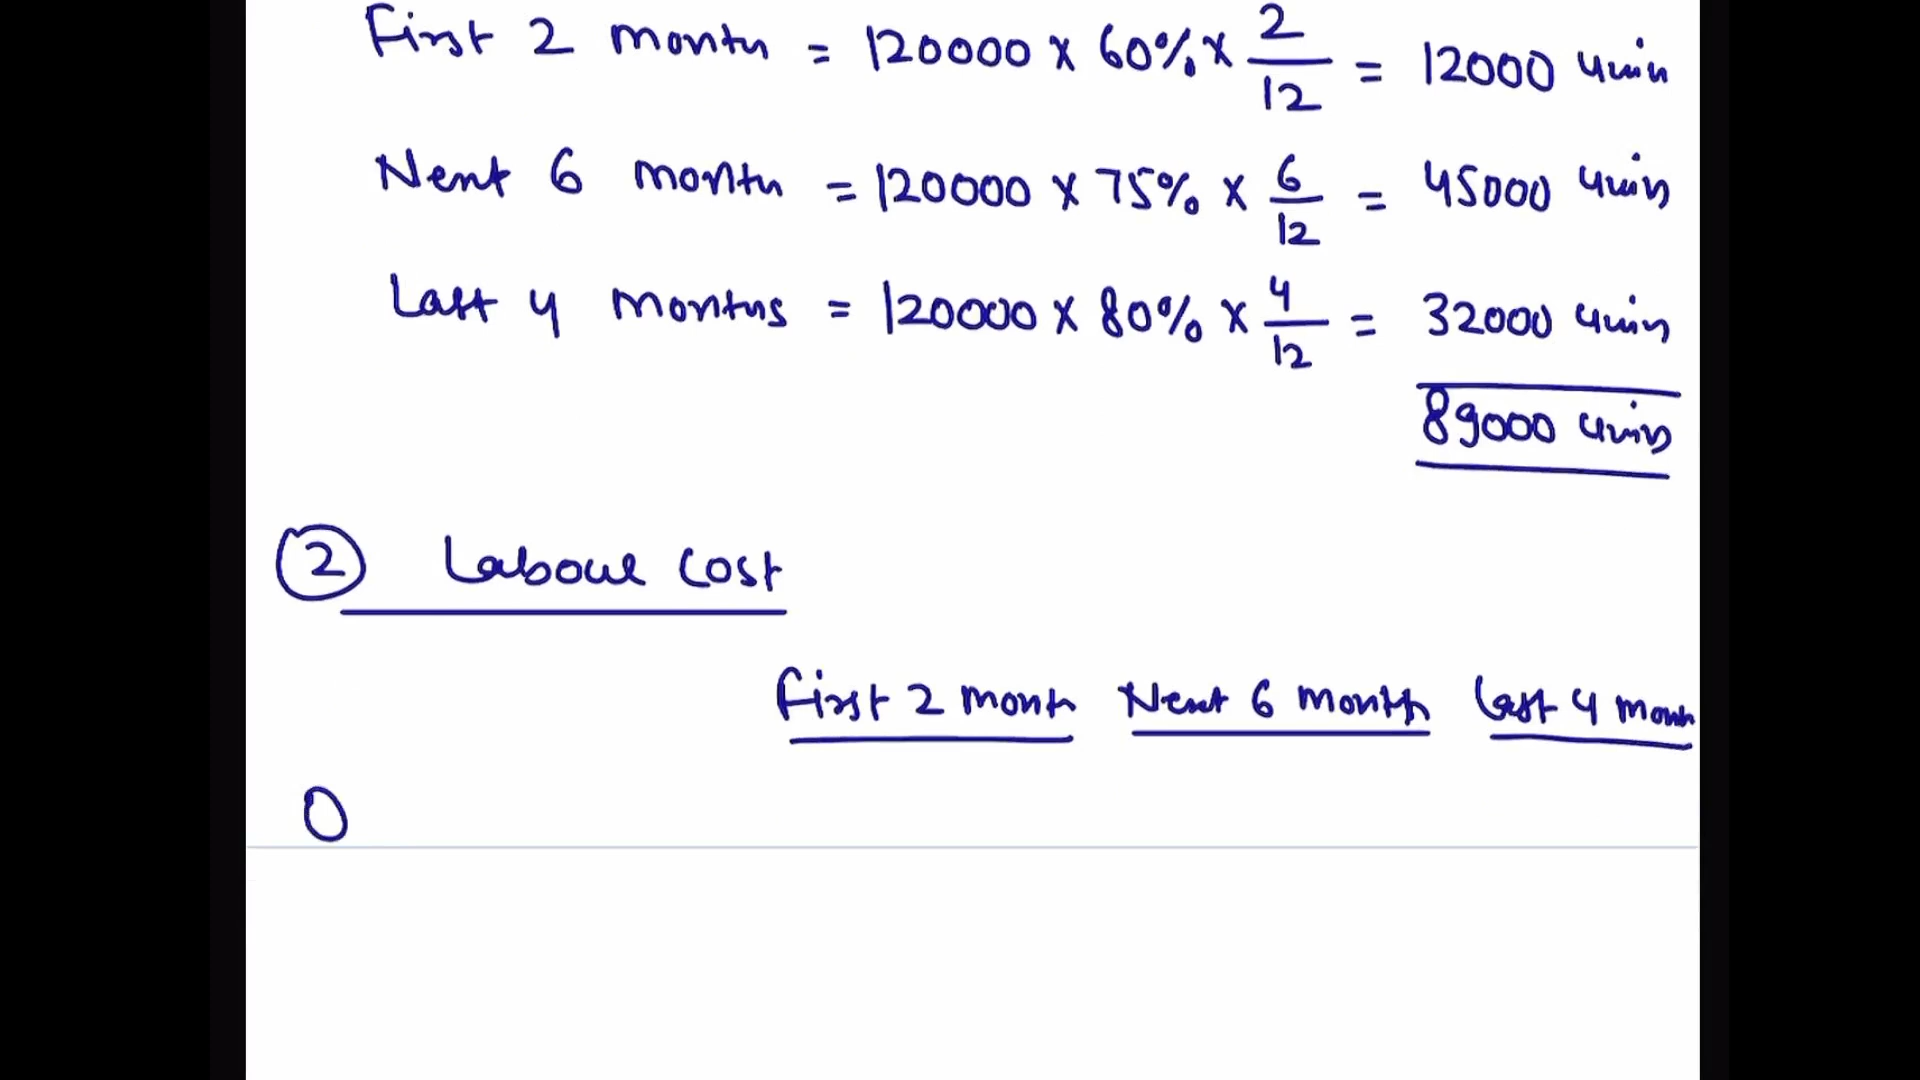 First 2 month = 120000 x 60% x 2/12 = 12000 units
Next 6 month = 120000 x 75% x 6/12 = 45000 units
Last 4 months = 120000 x 80% x 4/12 = 32000 units
89000 units
2 Labour Cost
First 2 month Next 6 month Last 4 month
0